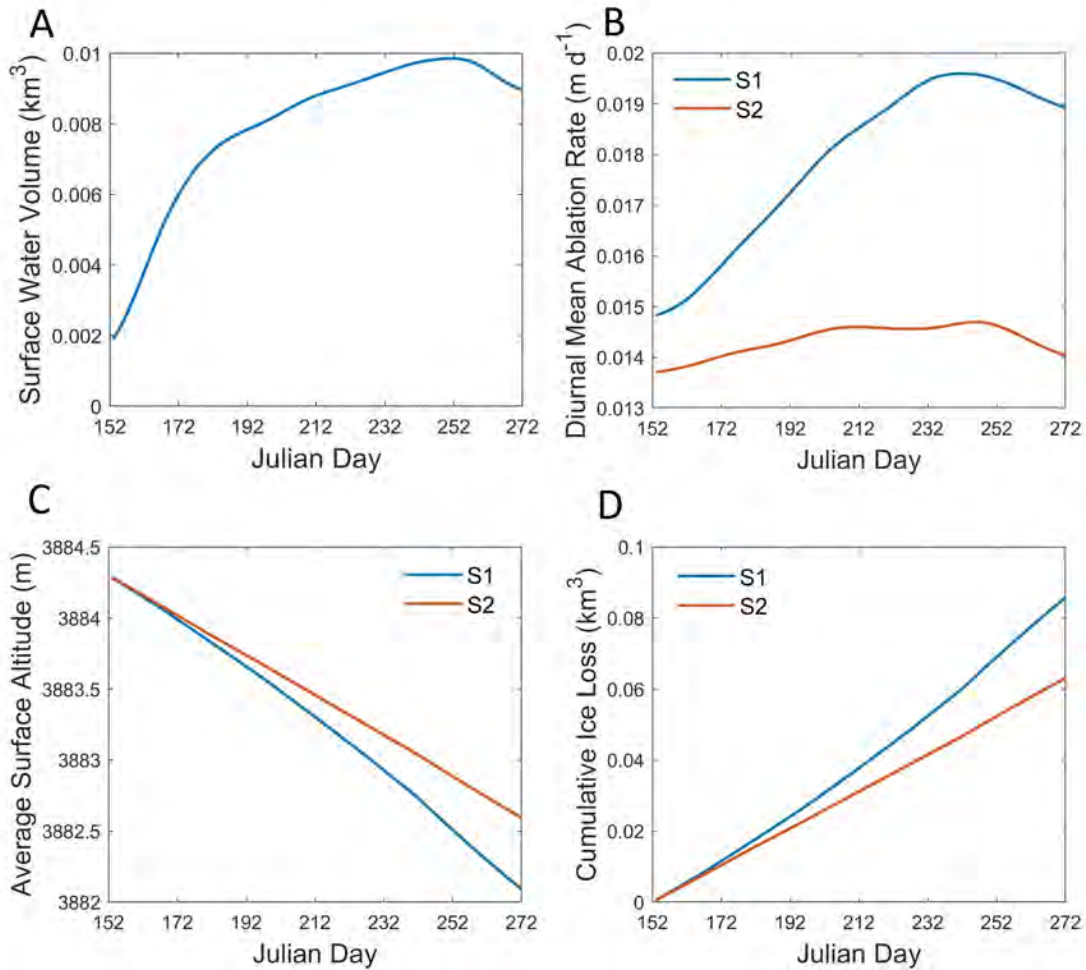 A
Surface Water Volume (km³)
0.01
0.008
0.006
0.004
0.002
0
152 172 192 212 232 252 272
Julian Day
B
Diurnal Mean Ablation Rate (m d⁻¹)
0.02
0.019
0.018
0.017
0.016
0.015
0.014
0.013
S1
S2
152 172 192 212 232 252 272
Julian Day
C
Average Surface Altitude (m)
3884.5
3884
3883.5
3883
3882.5
3882
S1
S2
152 172 192 212 232 252 272
Julian Day
D
Cumulative Ice Loss (km³)
0.1
0.08
0.06
0.04
0.02
0
S1
S2
152 172 192 212 232 252 272
Julian Day